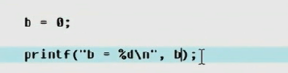 b = 0;
printf("b = %d\n", b);